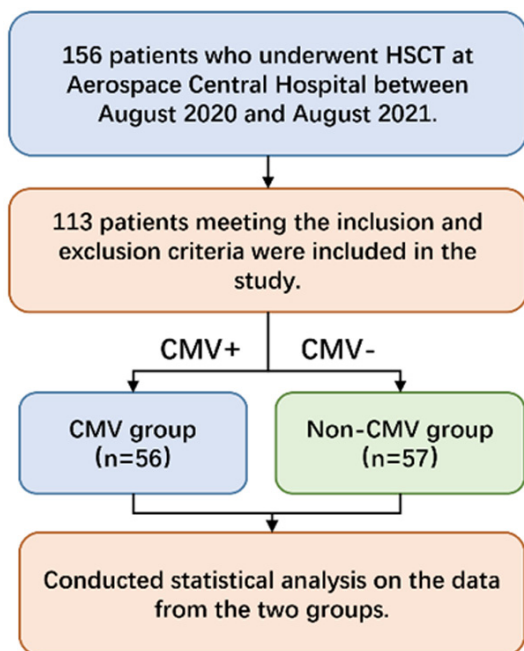 156 patients who underwent HSCT at
Aerospace Central Hospital between
August 2020 and August 2021.
113 patients meeting the inclusion and
exclusion criteria were included in the
study.
CMV+
CMV-
CMV group
(n=56)
Non-CMV group
(n=57)
Conducted statistical analysis on the data
from the two groups.